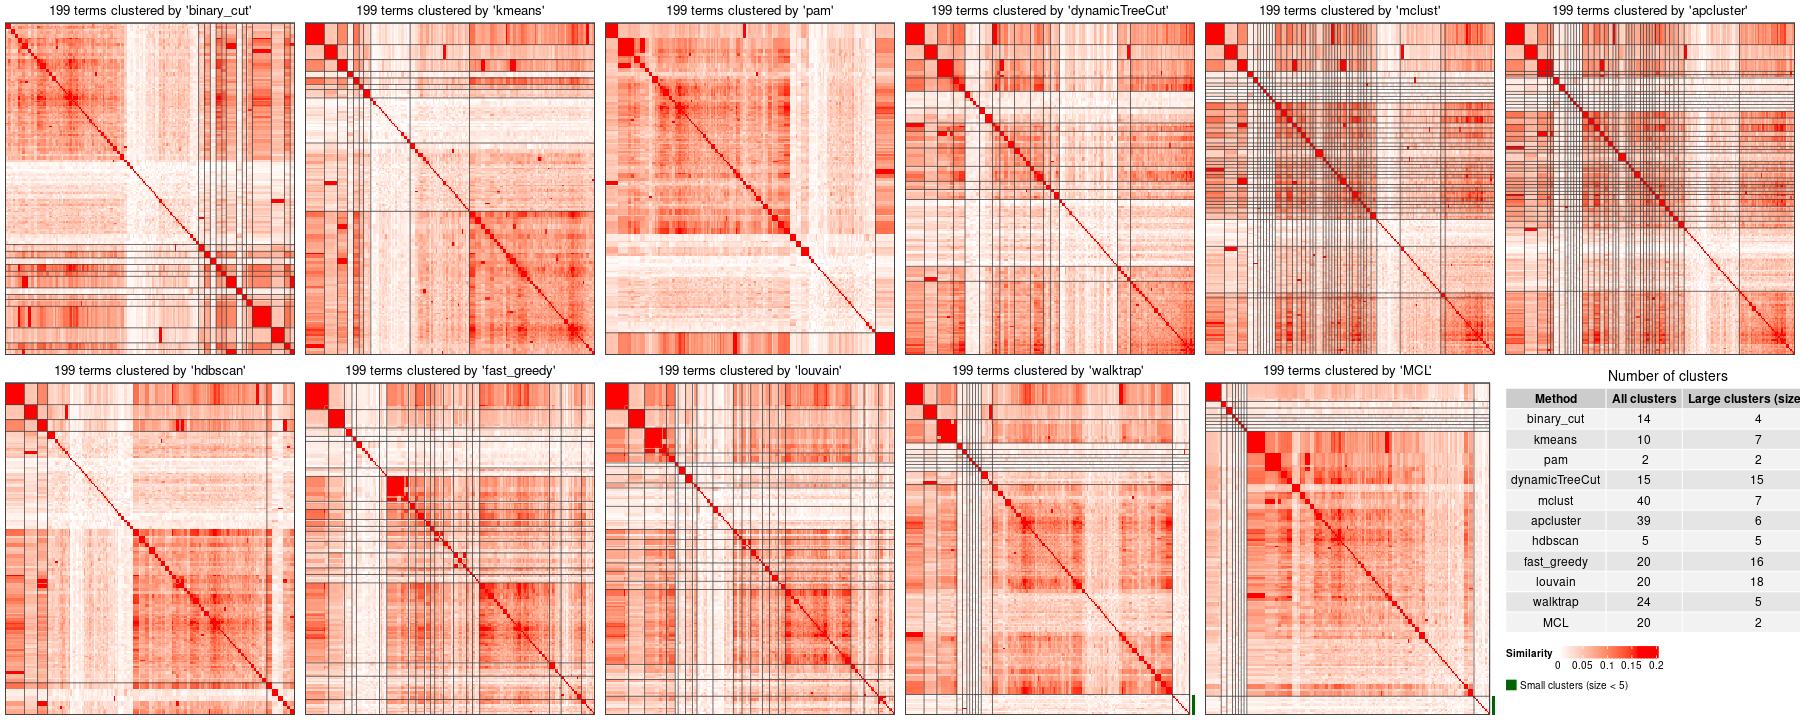 199 terms clustered by 'binary_cut'
199 terms clustered by 'kmeans'
199 terms clustered by 'pam'
199 terms clustered by 'dynamicTreeCut'
199 terms clustered by 'mclust'
199 terms clustered by 'apcluster'
199 terms clustered by 'hdbscan'
199 terms clustered by 'fast_greedy'
199 terms clustered by 'louvain'
199 terms clustered by 'walktrap'
199 terms clustered by 'MCL'
Number of clusters
Method All clusters Large clusters (size
binary_cut 14 4
kmeans 10 7
pam 2 2
dynamicTreeCut 15 15
mclust 40 7
apcluster 39 6
hdbscan 5 5
fast_greedy 20 16
louvain 20 18
walktrap 24 5
MCL 20 2
Similarity
0 0.05 0.1 0.15 0.2
Small clusters (size < 5)